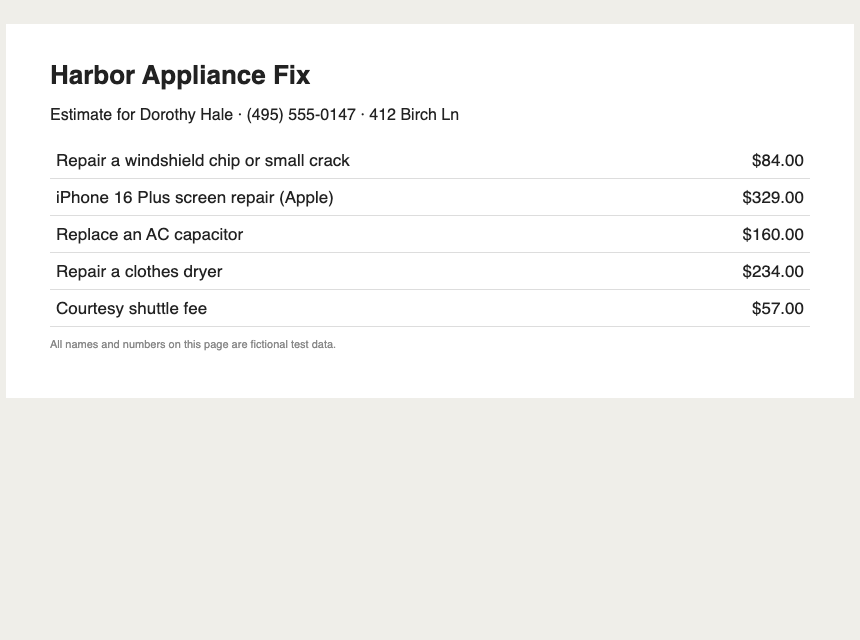 Harbor Appliance Fix
Estimate for Dorothy Hale · (495) 555-0147 · 412 Birch Ln
Repair a windshield chip or small crack $84.00
iPhone 16 Plus screen repair (Apple) $329.00
Replace an AC capacitor $160.00
Repair a clothes dryer $234.00
Courtesy shuttle fee $57.00
All names and numbers on this page are fictional test data.